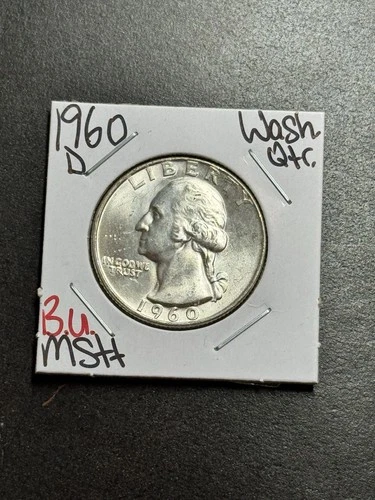 1960
D
Wash
Qtr.
LIBERTY
IN GOD WE
TRUST
1960
B.U.
MS++